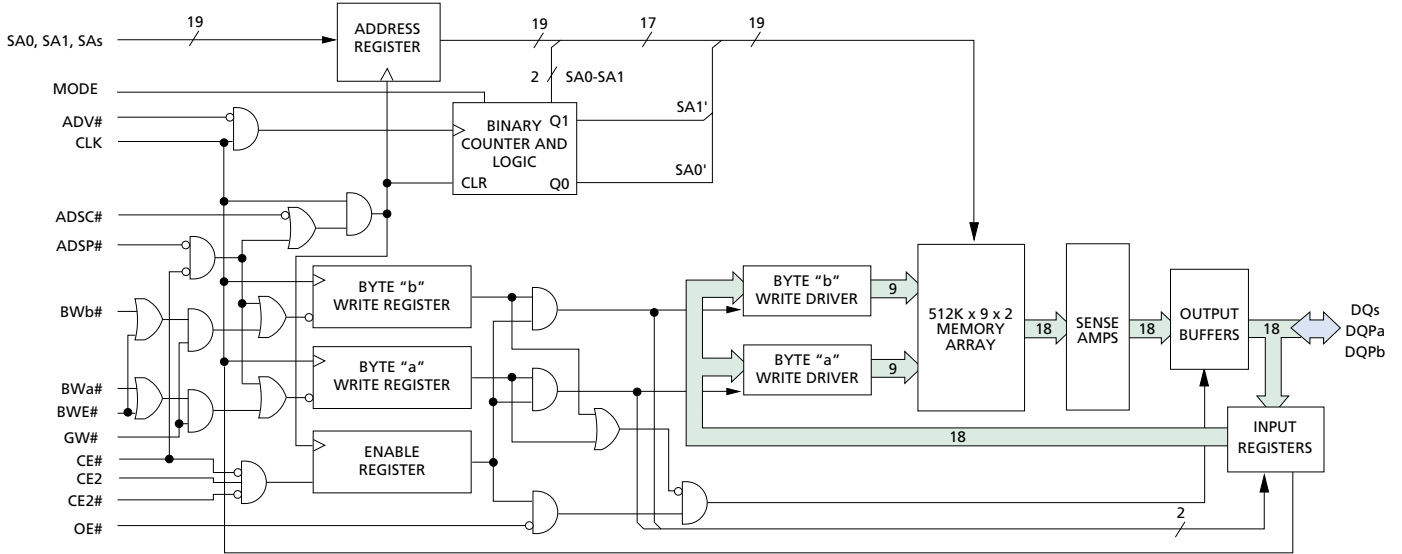 19
SA0, SA1, SAs
ADDRESS
REGISTER
19
17
19
2
SA0-SA1
MODE
ADV#
CLK
BINARY
COUNTER AND
LOGIC
Q1
SA1'
CLR
Q0
SA0'
ADSC#
ADSP#
BWb#
BYTE “b”
WRITE REGISTER
BYTE “a”
WRITE REGISTER
BWa#
BWE#
GW#
CE#
CE2
CE2#
OE#
ENABLE
REGISTER
BYTE “b”
WRITE DRIVER
9
BYTE “a”
WRITE DRIVER
9
512K x 9 x 2
MEMORY
ARRAY
18
SENSE
AMPS
18
OUTPUT
BUFFERS
18
DQs
DQPa
DQPb
18
INPUT
REGISTERS
2